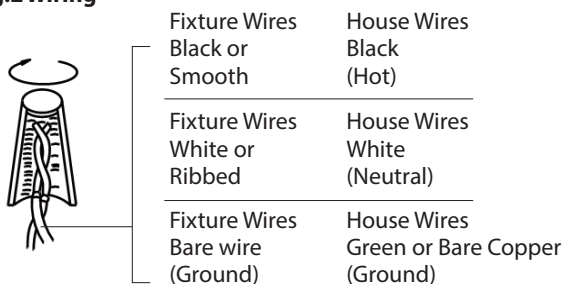 Fixture Wires House Wires
Black or Black
Smooth (Hot)
Fixture Wires House Wires
White or White
Ribbed (Neutral)
Fixture Wires House Wires
Bare wire Green or Bare Copper
(Ground) (Ground)